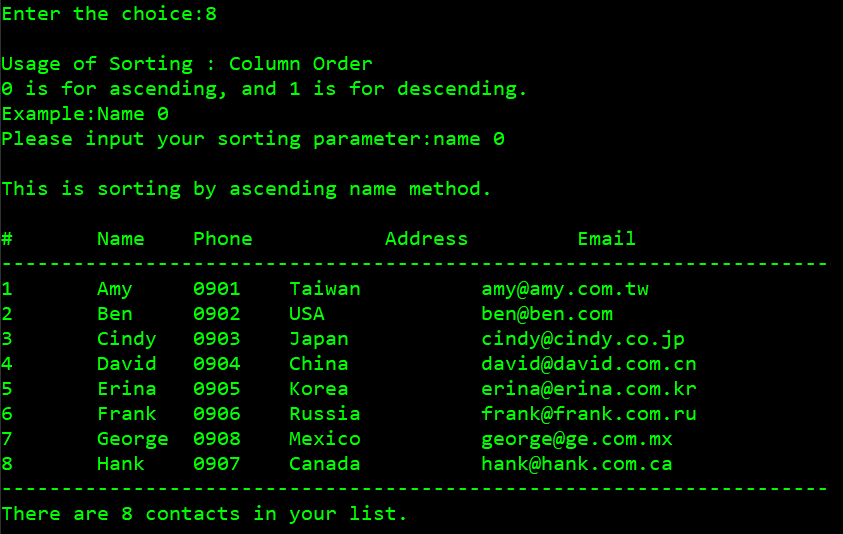 Enter the choice:8
Usage of Sorting : Column Order
0 is for ascending, and 1 is for descending.
Example:Name 0
Please input your sorting parameter:name 0
This is sorting by ascending name method.
#       Name    Phone           Address         Email
---------------------------------------------------------------------
1       Amy     0901    Taiwan          amy@amy.com.tw
2       Ben     0902    USA             ben@ben.com
3       Cindy   0903    Japan           cindy@cindy.co.jp
4       David   0904    China           david@david.com.cn
5       Erina   0905    Korea           erina@erina.com.kr
6       Frank   0906    Russia          frank@frank.com.ru
7       George  0908    Mexico          george@ge.com.mx
8       Hank    0907    Canada          hank@hank.com.ca
---------------------------------------------------------------------
There are 8 contacts in your list.